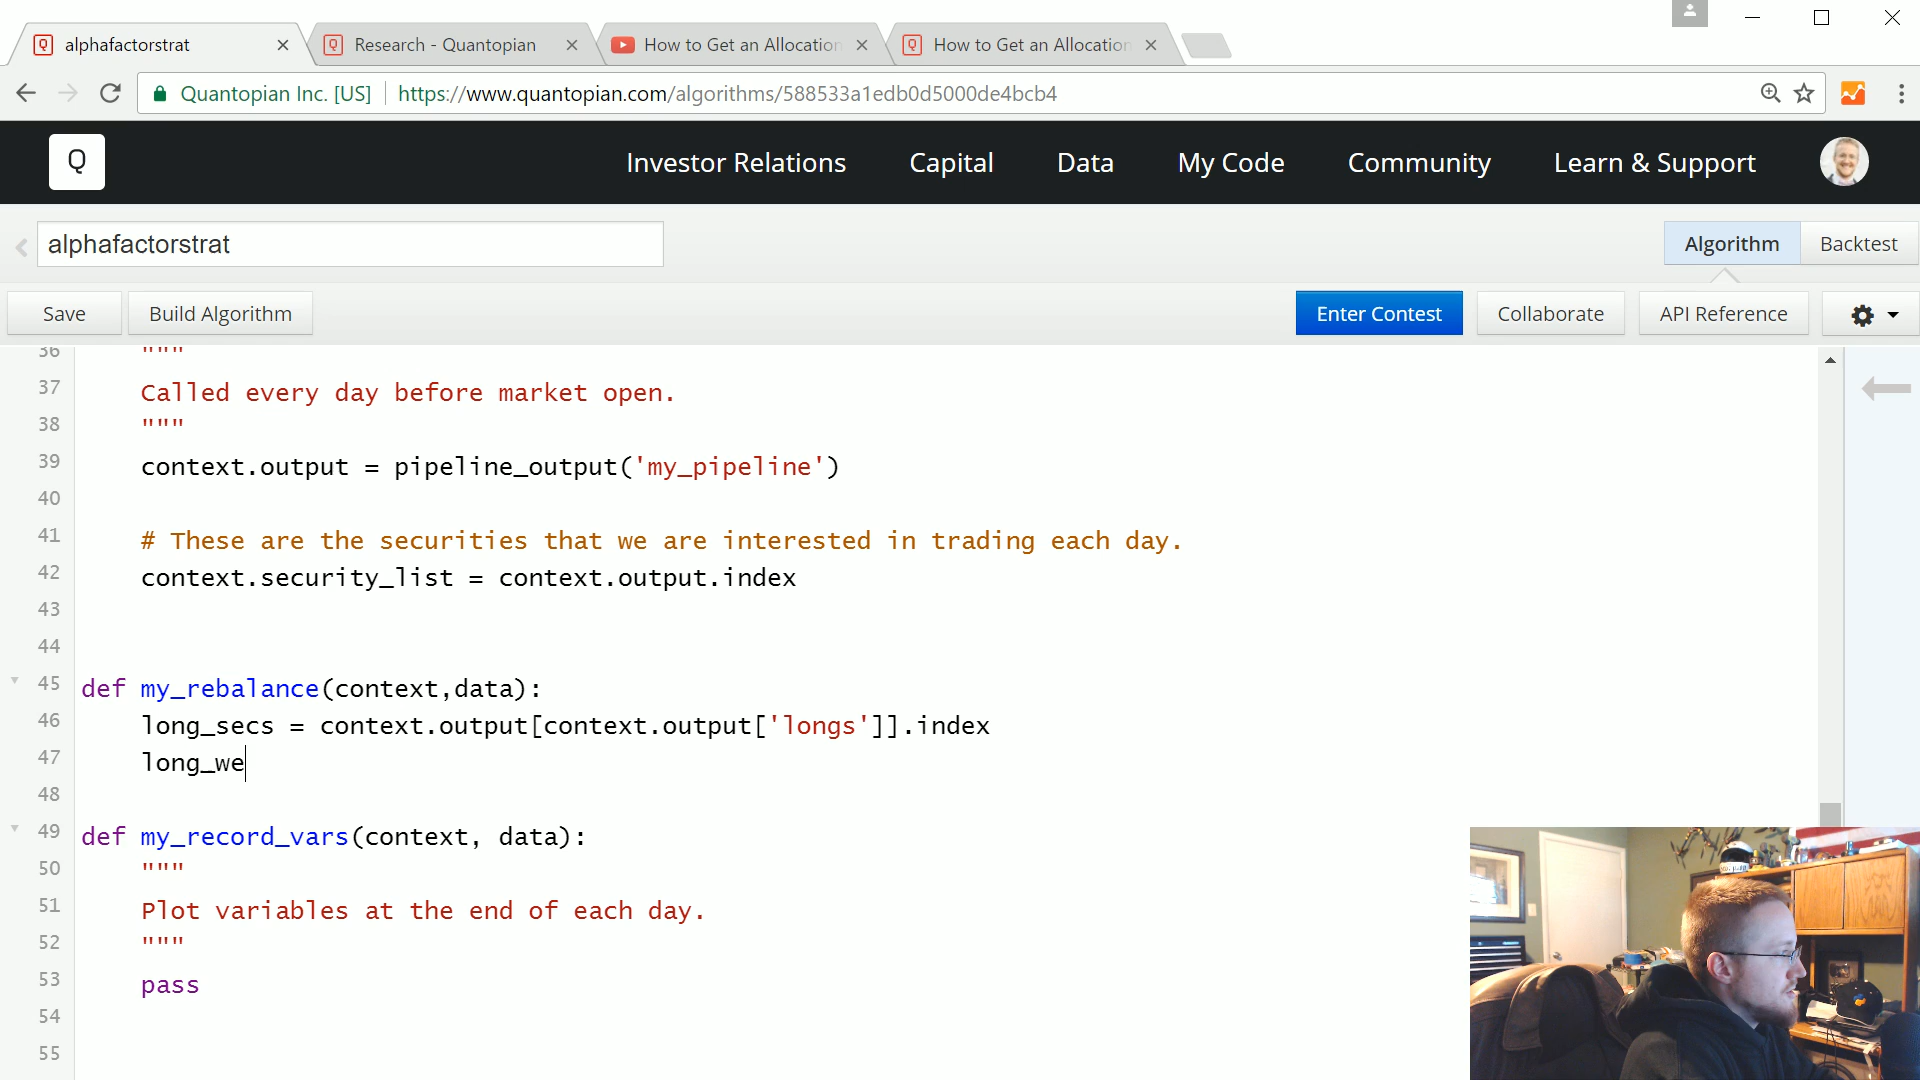 alphafactorstrat
Research - Quantopian
How to Get an Allocation
How to Get an Allocation
Quantopian Inc. [US]
https://www.quantopian.com/algorithms/588533a1edb0d5000de4bcb4
Q
Investor Relations
Capital
Data
My Code
Community
Learn & Support
alphafactorstrat
Algorithm
Backtest
Save
Build Algorithm
Enter Contest
Collaborate
API Reference
36 """
37 Called every day before market open.
38 """
39 context.output = pipeline_output('my_pipeline')
40
41 # These are the securities that we are interested in trading each day.
42 context.security_list = context.output.index
43
44
45 def my_rebalance(context,data):
46 long_secs = context.output[context.output['longs']].index
47 long_we
48
49 def my_record_vars(context, data):
50 """
51 Plot variables at the end of each day.
52 """
53 pass
54
55